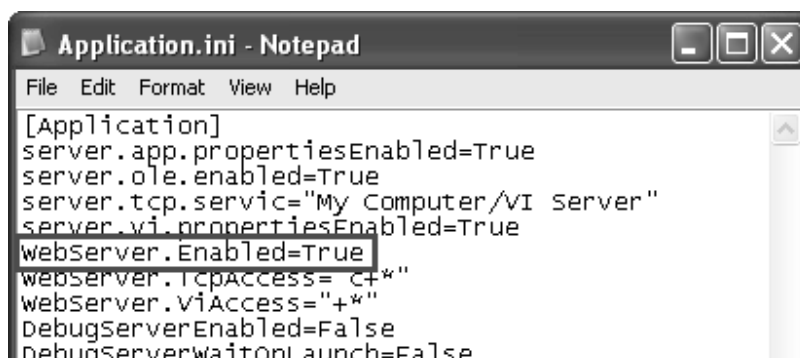 Application.ini - Notepad
File Edit Format View Help
[Application]
server.app.propertiesEnabled=True
server.ole.enabled=True
server.tcp.servic="My Computer/VI Server"
server.vi.propertiesEnabled=True
WebServer.Enabled=True
WebServer.TcpAccess="c+*"
WebServer.ViAccess="+*"
DebugServerEnabled=False
DebugServerWaitOnLaunch=False